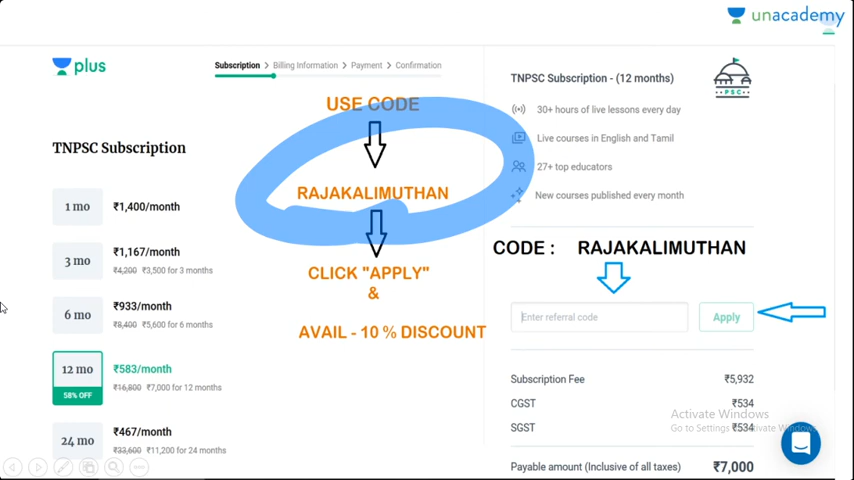 unacademy
plus
Subscription > Billing Information > Payment > Confirmation
TNPSC Subscription
1 mo ₹1,400/month
3 mo ₹1,167/month
₹4,200 ₹3,500 for 3 months
6 mo ₹933/month
₹8,400 ₹5,600 for 6 months
12 mo ₹583/month
58% OFF ₹16,800 ₹7,000 for 12 months
24 mo ₹467/month
₹33,600 ₹11,200 for 24 months
USE CODE
RAJAKALIMUTHAN
CLICK "APPLY"
&
AVAIL - 10 % DISCOUNT
TNPSC Subscription - (12 months)
PSC
30+ hours of live lessons every day
Live courses in English and Tamil
27+ top educators
New courses published every month
CODE : RAJAKALIMUTHAN
Enter referral code Apply
Subscription Fee ₹5,932
CGST ₹534
SGST ₹534
Activate Windows
Go to Settings to activate Windows.
Payable amount (Inclusive of all taxes) ₹7,000